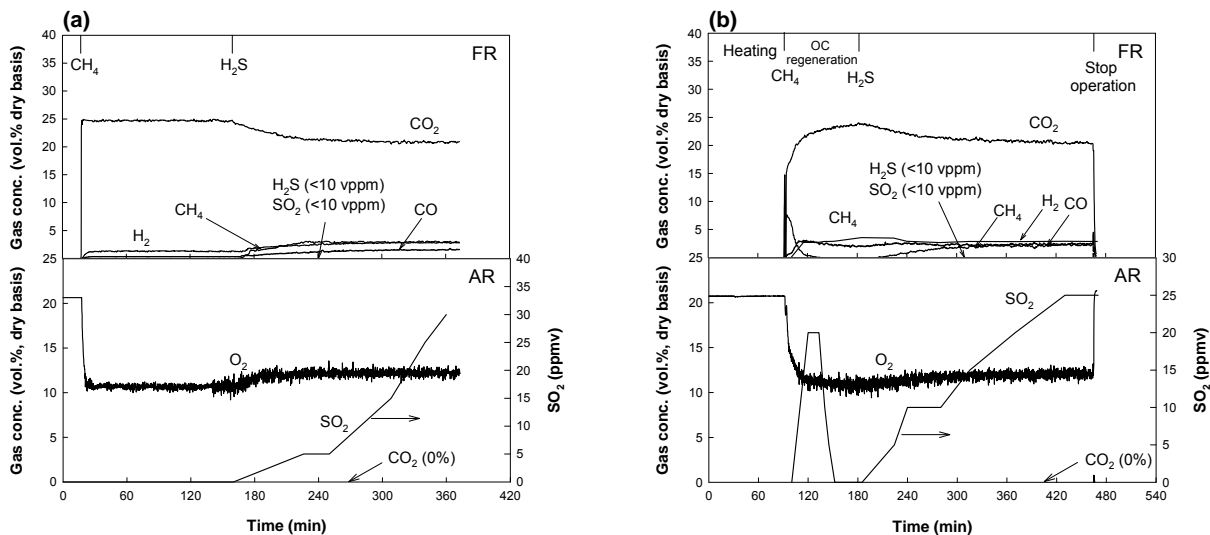 (a)
FR
CH4
H2S
CO2
H2S (<10 vppm)
SO2 (<10 vppm)
CH4
CO
H2
Gas conc. (vol.% dry basis)
40
35
30
25
20
15
10
5
25
AR
O2
SO2
CO2 (0%)
Gas conc. (vol.%, dry basis)
20
15
10
5
0
40
35
30
25
20
15
10
5
0
SO2 (ppmv)
0 60 120 180 240 300 360 420
Time (min)
(b)
Heating
OC
regeneration
FR
CH4
H2S
Stop
operation
CO2
H2S (<10 vppm)
SO2 (<10 vppm)
CH4
CH4
H2
CO
Gas conc. (vol.% dry basis)
40
35
30
25
20
15
10
5
25
AR
SO2
O2
CO2 (0%)
Gas conc. (vol.%, dry basis)
20
15
10
5
0
30
25
20
15
10
5
0
SO2 (ppmv)
0 60 120 180 240 300 360 420 480 540
Time (min)